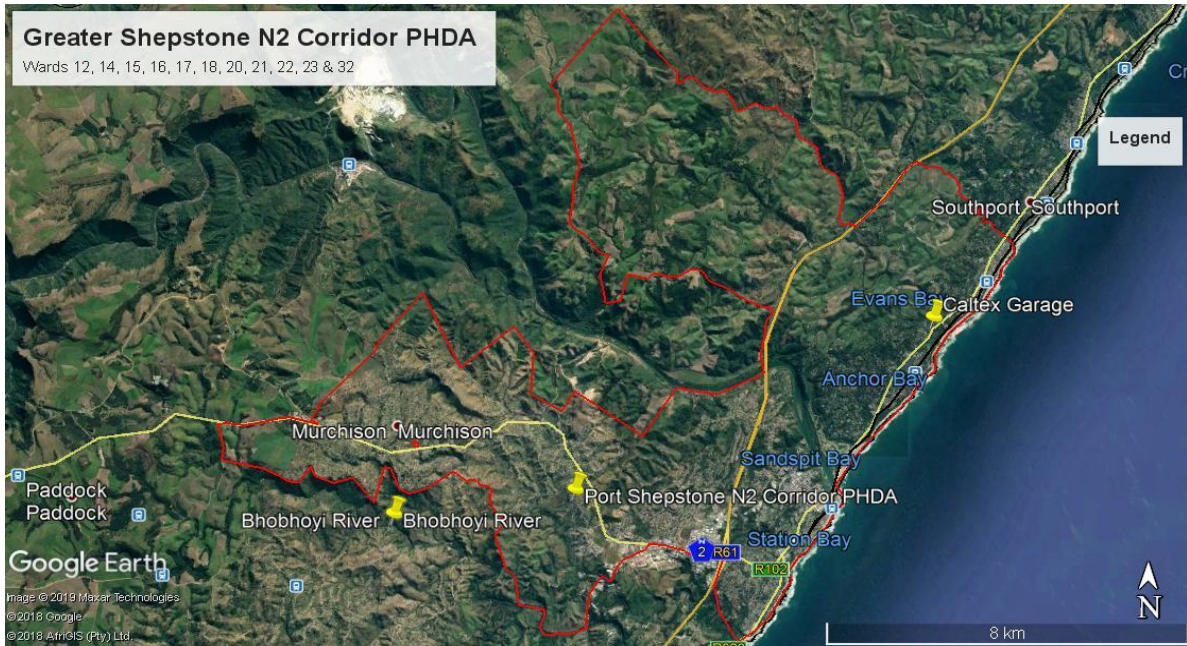 Greater Shepstone N2 Corridor PHDA
Wards 12, 14, 15, 16, 17, 18, 20, 21, 22, 23 & 32
Legend
Southport Southport
Evans Bay
Caltex Garage
Anchor Bay
Murchison Murchison
Sandspit Bay
Paddock
Paddock
Port Shepstone N2 Corridor PHDA
Bhobhoyi River Bhobhoyi River
Station Bay
2 R61
R102
Google Earth
Image © 2019 Maxar Technologies
© 2018 Google
© 2018 AfriGIS (Pty) Ltd.
N
8 km